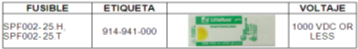 FUSIBLE ETIQUETA VOLTAJE
SPF002-25 H,
SPF002-25 T
914-941-000
1000 VDC OR
LESS